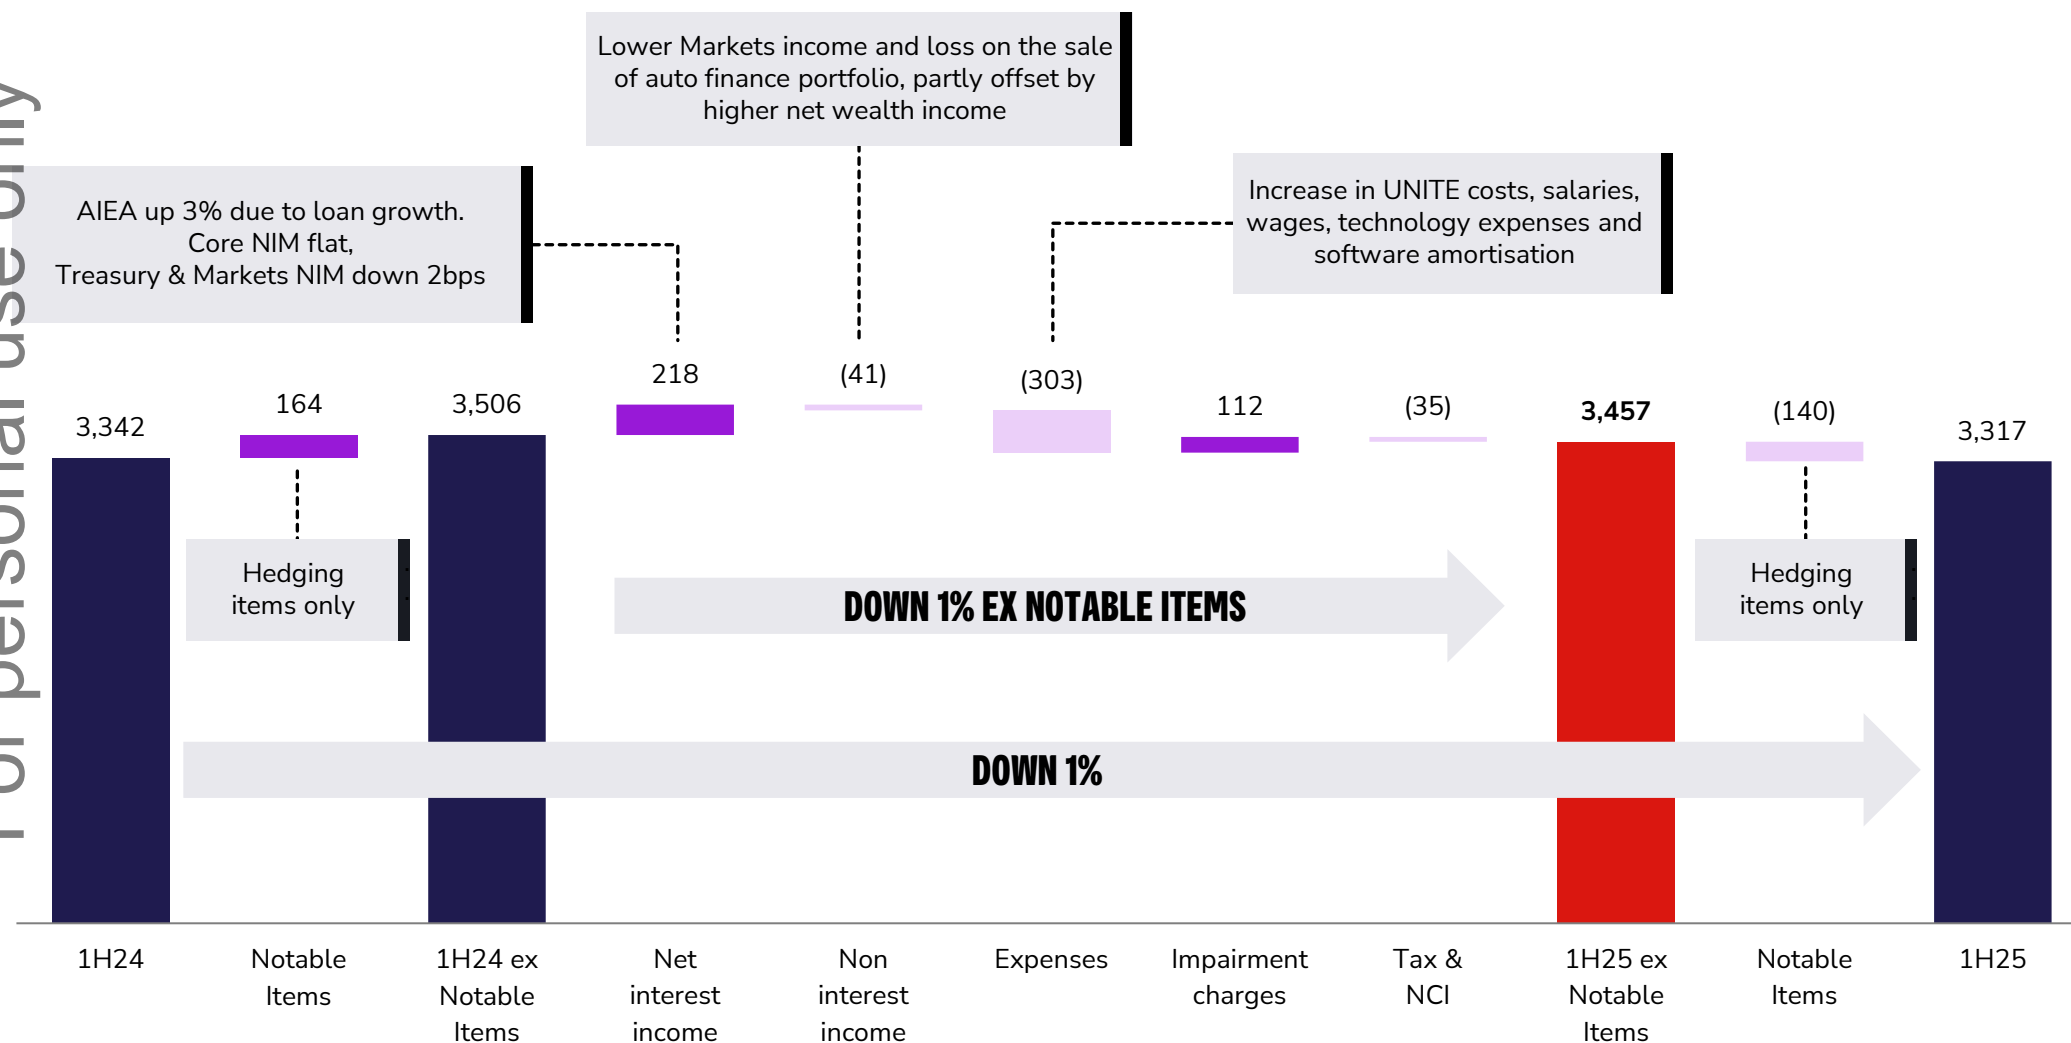 Lower Markets income and loss on the sale
of auto finance portfolio, partly offset by
higher net wealth income
AIEA up 3% due to loan growth.
Core NIM flat,
Treasury & Markets NIM down 2bps
Increase in UNITE costs, salaries,
wages, technology expenses and
software amortisation
3,342
164
3,506
218
(41)
(303)
112
(35)
3,457
(140)
3,317
Hedging
items only
Hedging
items only
DOWN 1% EX NOTABLE ITEMS
DOWN 1%
1H24
Notable
Items
1H24 ex
Notable
Items
Net
interest
income
Non
interest
income
Expenses
Impairment
charges
Tax &
NCI
1H25 ex
Notable
Items
Notable
Items
1H25
For personal use only